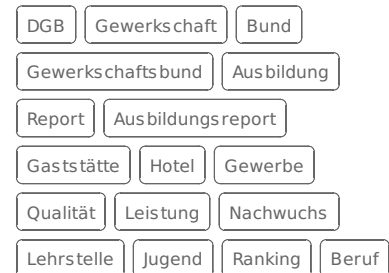 DGB Gewerkschaft Bund
Gewerkschaftsbund Ausbildung
Report Ausbildungsreport
Gaststätte Hotel Gewerbe
Qualität Leistung Nachwuchs
Lehrstelle Jugend Ranking Beruf